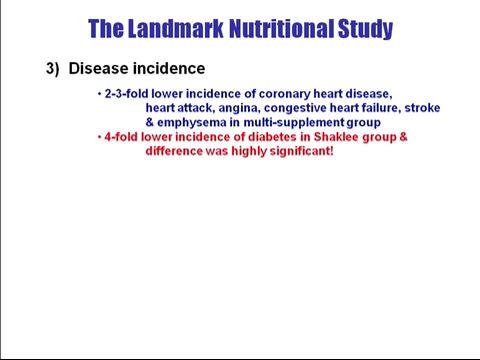 The Landmark Nutritional Study
3) Disease incidence
• 2-3-fold lower incidence of coronary heart disease,
heart attack, angina, congestive heart failure, stroke
& emphysema in multi-supplement group
• 4-fold lower incidence of diabetes in Shaklee group &
difference was highly significant!